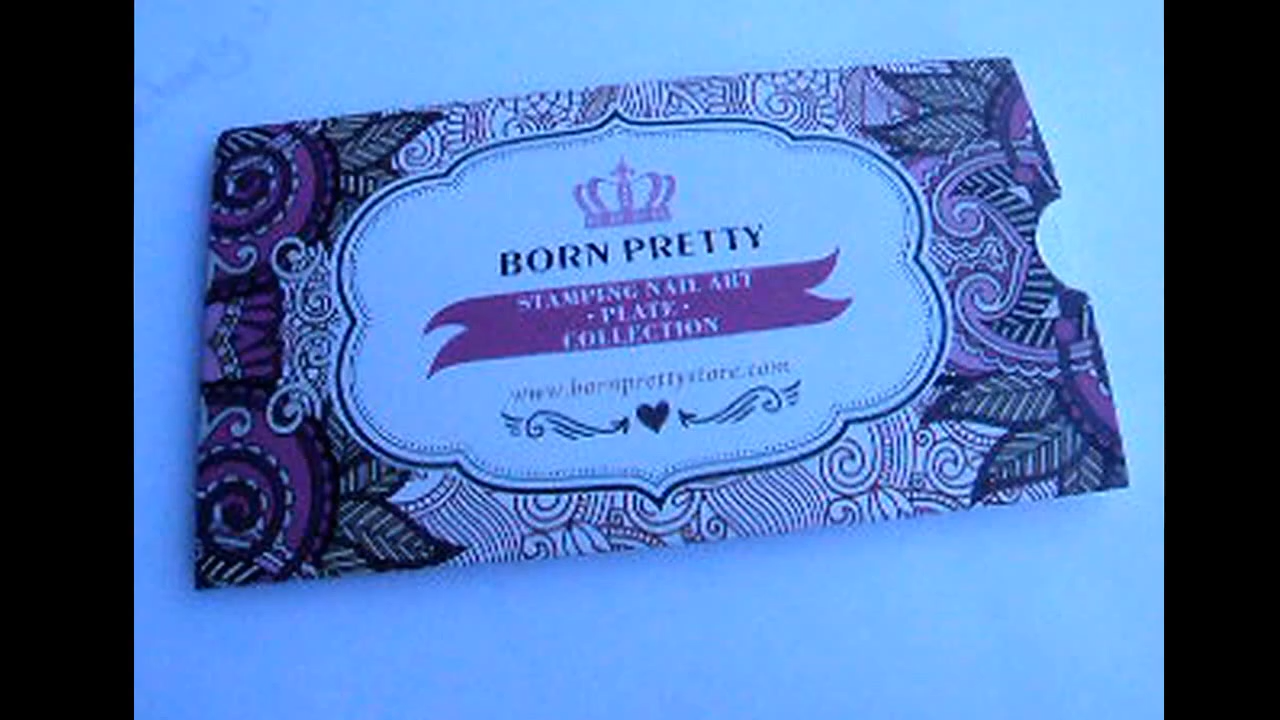 BORN PRETTY
STAMPING NAIL ART
· PLATE ·
COLLECTION
www.bornprettystore.com